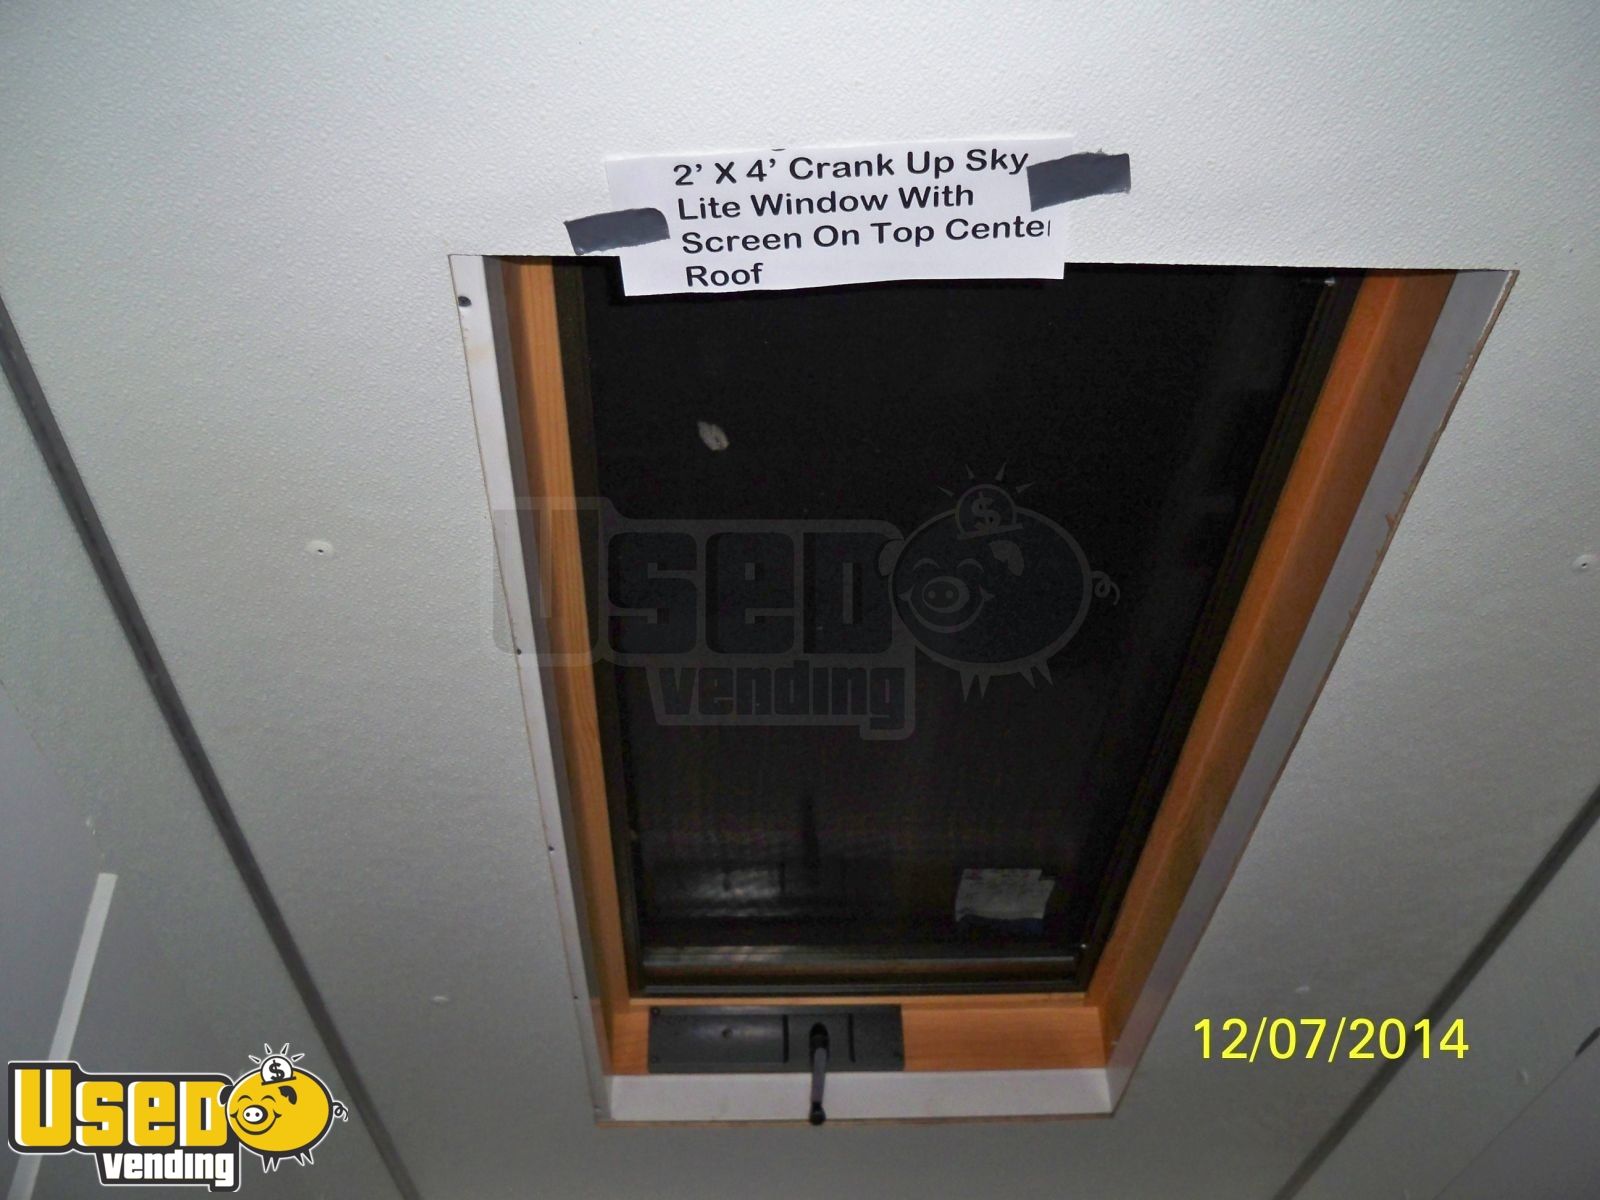 2' X 4' Crank Up Sky
Lite Window With
Screen On Top Center
Roof
Used
vending
12/07/2014
Used
vending